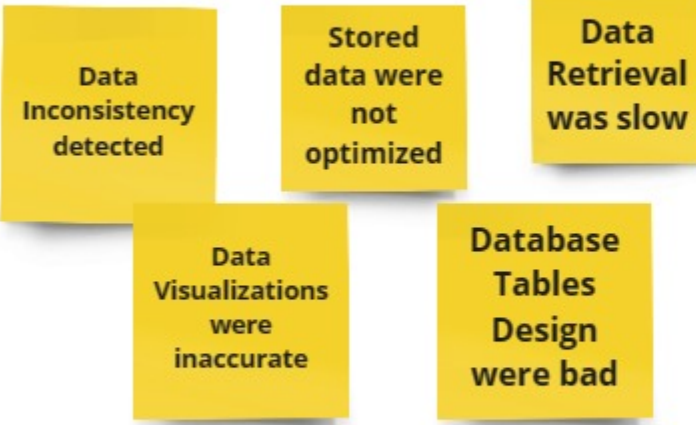 Data
Inconsistency
detected
Stored
data were
not
optimized
Data
Retrieval
was slow
Data
Visualizations
were
inaccurate
Database
Tables
Design
were bad